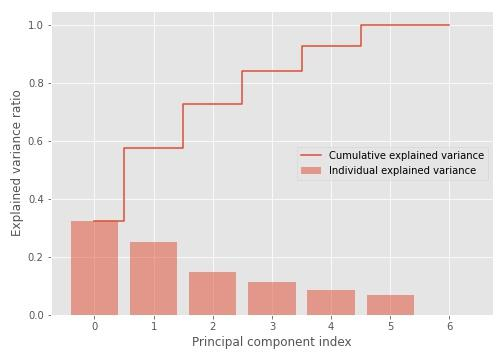 1.0
0.8
0.6
0.4
0.2
0.0
Explained variance ratio
Cumulative explained variance
Individual explained variance
0 1 2 3 4 5 6
Principal component index